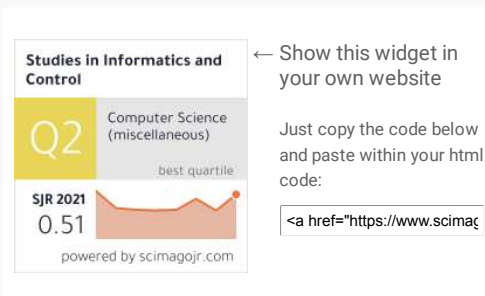 Studies in Informatics and
Control
Q2
Computer Science
(miscellaneous)
best quartile
SJR 2021
0.51
powered by scimagojr.com
← Show this widget in
your own website
Just copy the code below
and paste within your html
code:
<a href="https://www.scimag